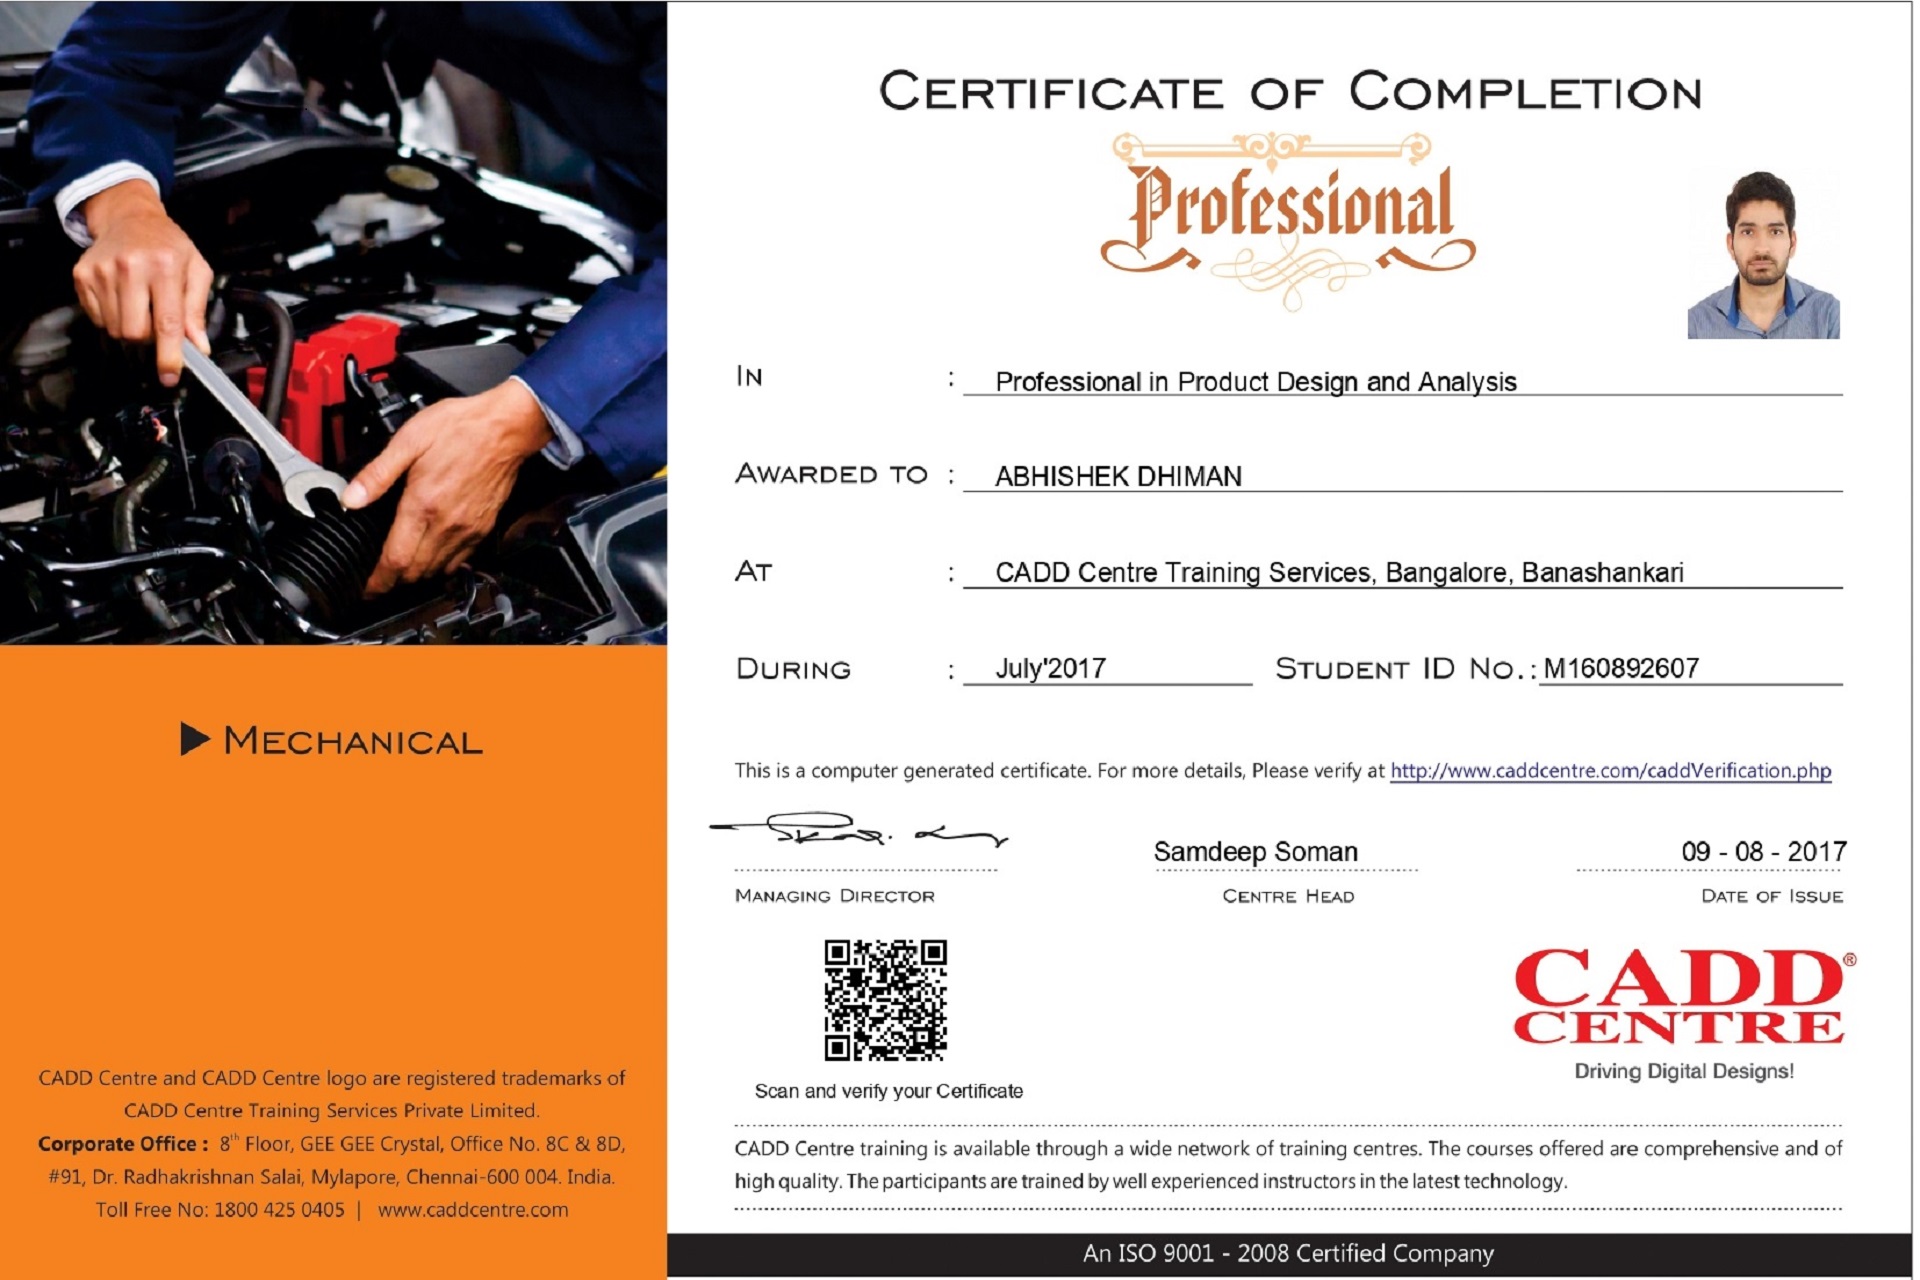 CERTIFICATE OF COMPLETION
Professional
IN : Professional in Product Design and Analysis
AWARDED TO : ABHISHEK DHIMAN
AT : CADD Centre Training Services, Bangalore, Banashankari
DURING : July'2017 STUDENT ID NO.: M160892607
This is a computer generated certificate. For more details, Please verify at http://www.caddcentre.com/caddVerification.php
Samdeep Soman 09 - 08 - 2017
MANAGING DIRECTOR CENTRE HEAD DATE OF ISSUE
Scan and verify your Certificate
CADD®
CENTRE
Driving Digital Designs!
CADD Centre training is available through a wide network of training centres. The courses offered are comprehensive and of
high quality. The participants are trained by well experienced instructors in the latest technology.
An ISO 9001 - 2008 Certified Company
▶ MECHANICAL
CADD Centre and CADD Centre logo are registered trademarks of
CADD Centre Training Services Private Limited.
Corporate Office : 8th Floor, GEE GEE Crystal, Office No. 8C & 8D,
#91, Dr. Radhakrishnan Salai, Mylapore, Chennai-600 004. India.
Toll Free No: 1800 425 0405 | www.caddcentre.com